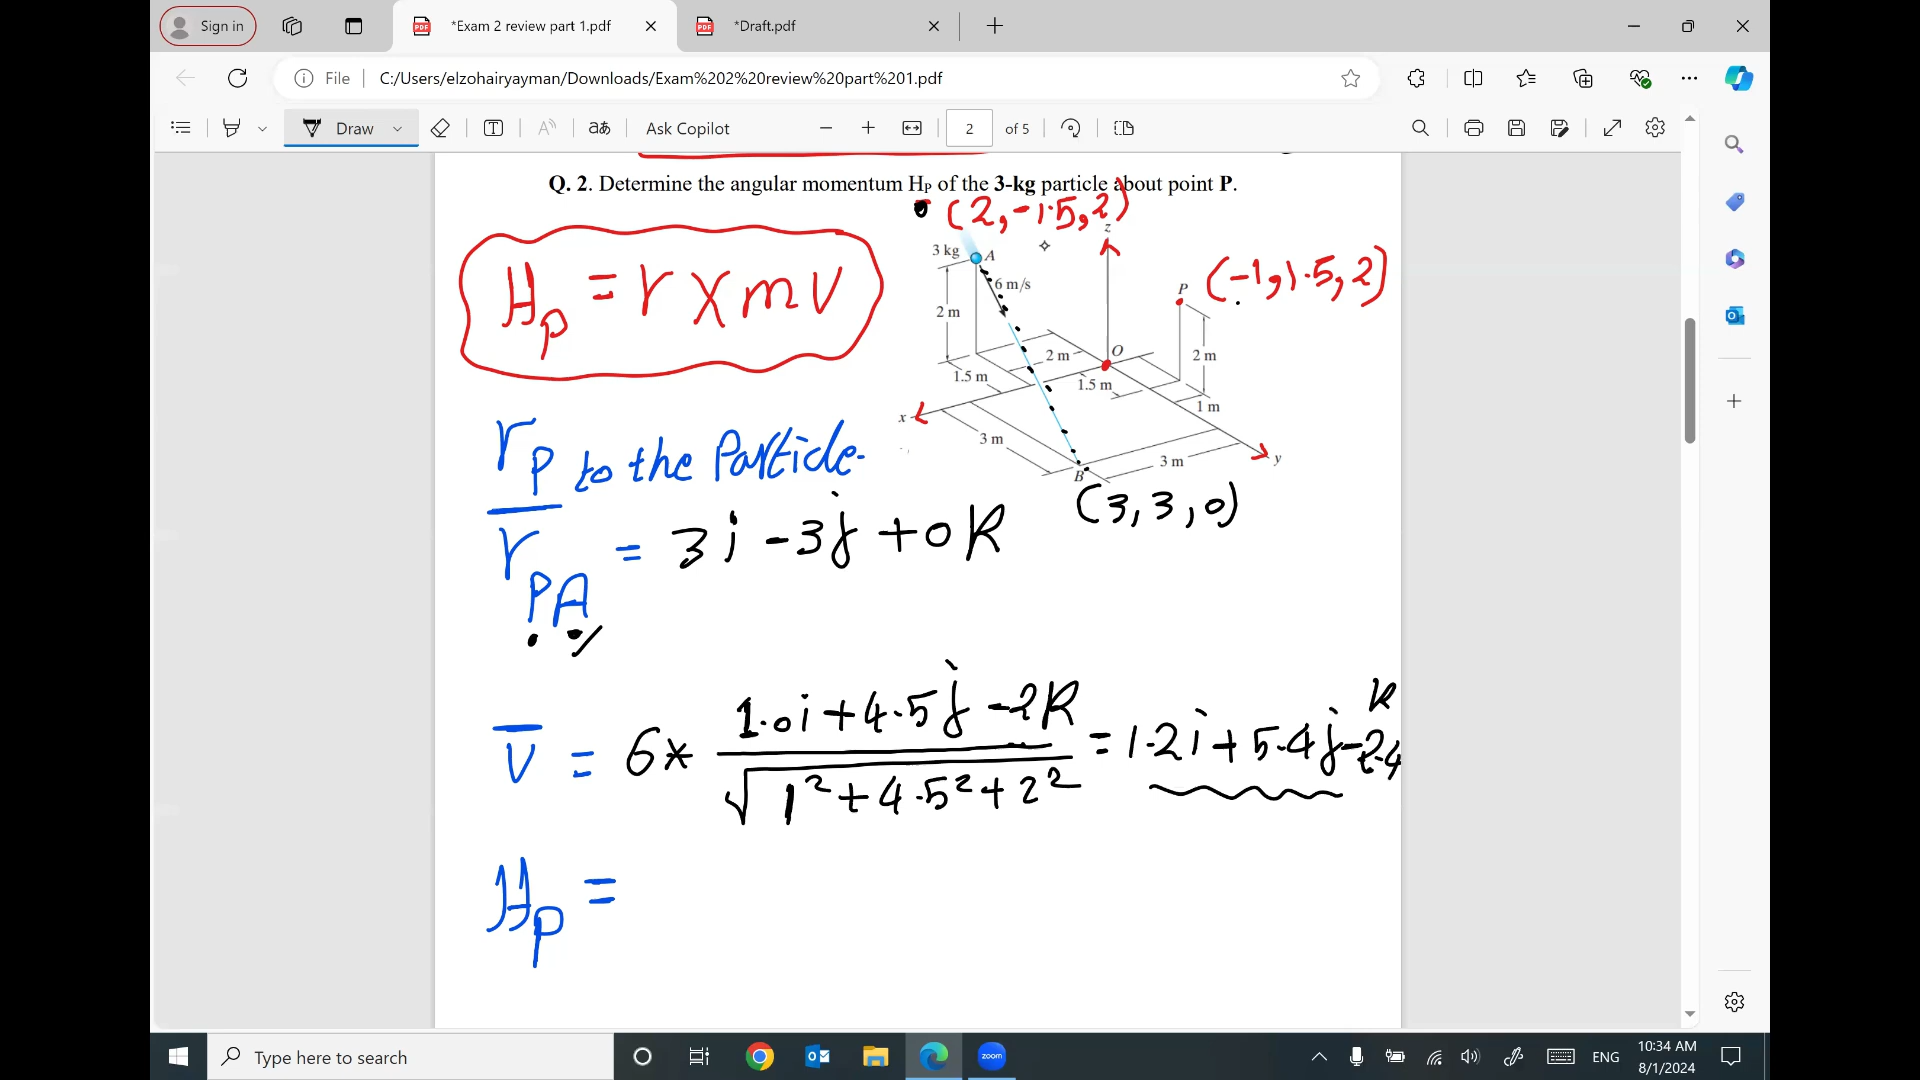 Sign in
*Exam 2 review part 1.pdf
*Draft.pdf
File
C:/Users/elzohairyayman/Downloads/Exam%202%20review%20part%201.pdf
Draw
Ask Copilot
2 of 5
Q. 2. Determine the angular momentum HP of the 3-kg particle about point P.
(2,-1.5,2)
z
3 kg
A
(-1,1.5,2)
P
6 m/s
Hp = r x m v
2 m
O
2 m
2 m
1.5 m
1.5 m
1 m
x
3 m
y
3 m
B
(3,3,0)
rp to the Particle
rPA = 3i -3j +0k
V = 6* 1.0i+4.5j-2k / √1²+4.5²+2² = 1.2i+5.4j-2.4k
Hp =
Type here to search
zoom
ENG
10:34 AM
8/1/2024